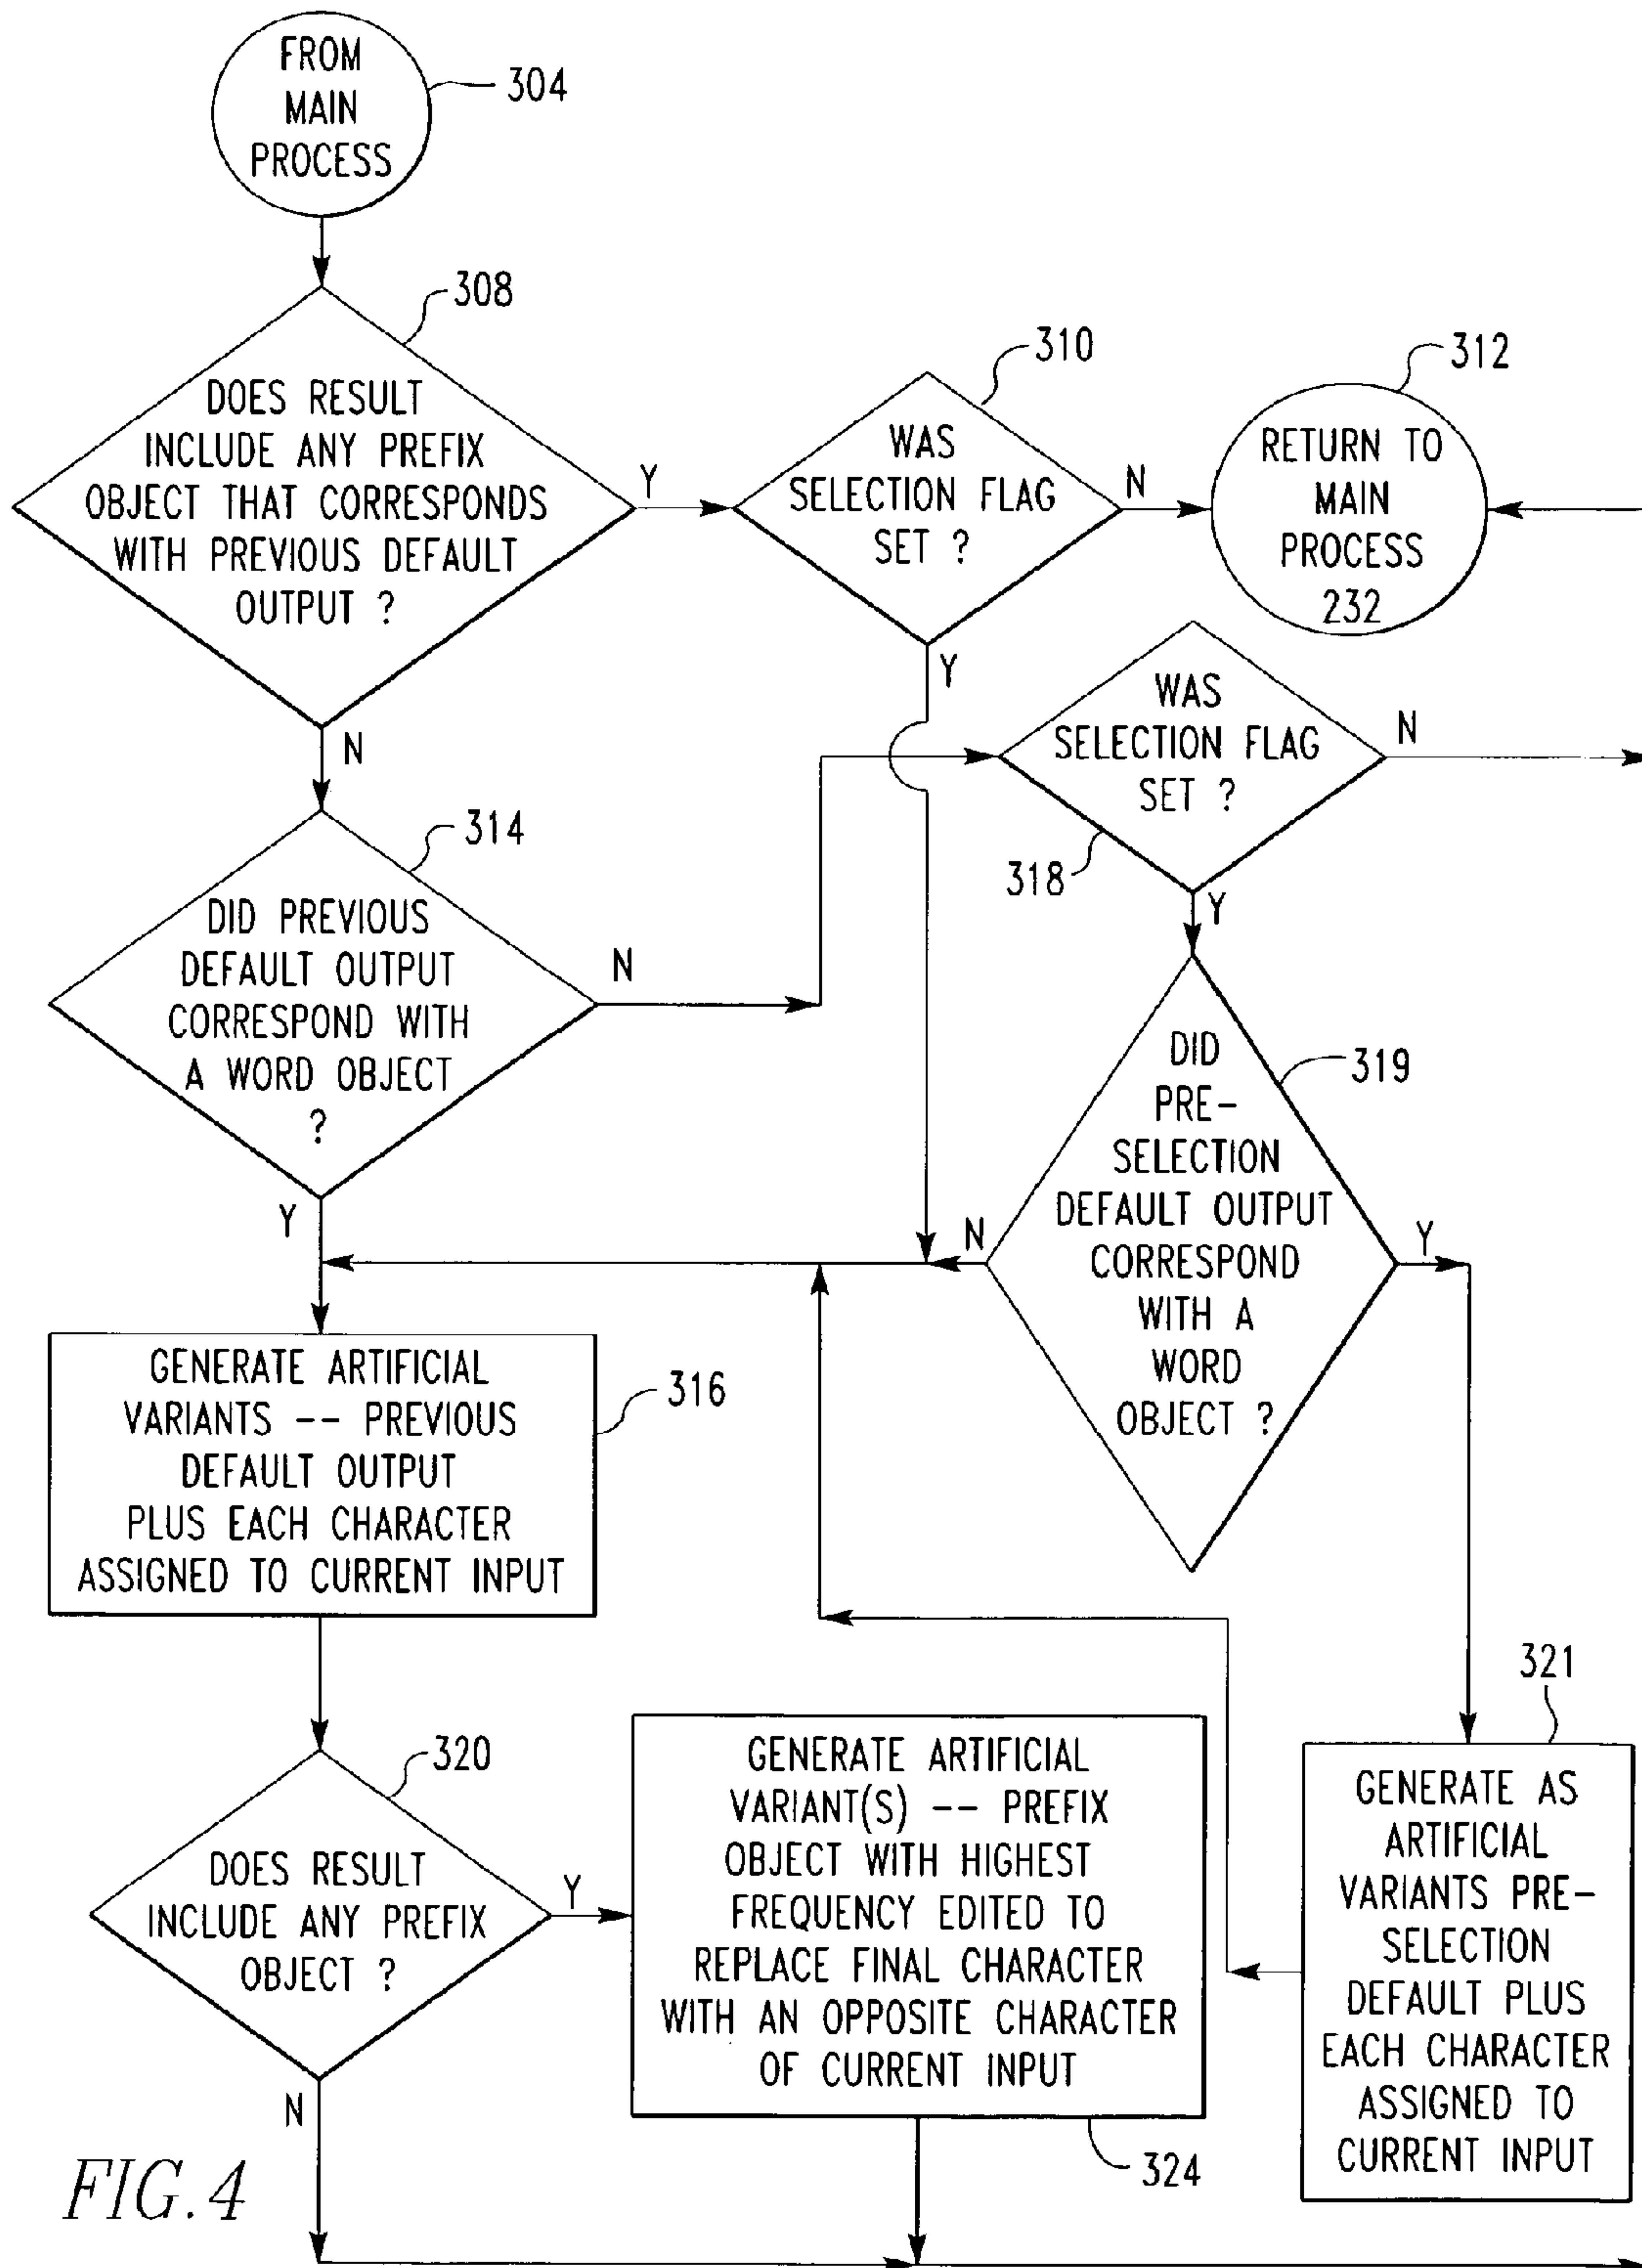 FROM
MAIN
PROCESS
304
308
DOES RESULT
INCLUDE ANY PREFIX
OBJECT THAT CORRESPONDS
WITH PREVIOUS DEFAULT
OUTPUT ?
Y
N
310
WAS
SELECTION FLAG
SET ?
N
Y
312
RETURN TO
MAIN
PROCESS
232
314
DID PREVIOUS
DEFAULT OUTPUT
CORRESPOND WITH
A WORD OBJECT
?
N
Y
WAS
SELECTION FLAG
SET ?
N
318
Y
DID
PRE-
SELECTION
DEFAULT OUTPUT
CORRESPOND
WITH A
WORD
OBJECT ?
319
N
Y
GENERATE ARTIFICIAL
VARIANTS -- PREVIOUS
DEFAULT OUTPUT
PLUS EACH CHARACTER
ASSIGNED TO CURRENT INPUT
316
320
DOES RESULT
INCLUDE ANY PREFIX
OBJECT ?
Y
N
GENERATE ARTIFICIAL
VARIANT(S) -- PREFIX
OBJECT WITH HIGHEST
FREQUENCY EDITED TO
REPLACE FINAL CHARACTER
WITH AN OPPOSITE CHARACTER
OF CURRENT INPUT
324
321
GENERATE AS
ARTIFICIAL
VARIANTS PRE-
SELECTION
DEFAULT PLUS
EACH CHARACTER
ASSIGNED TO
CURRENT INPUT
FIG. 4